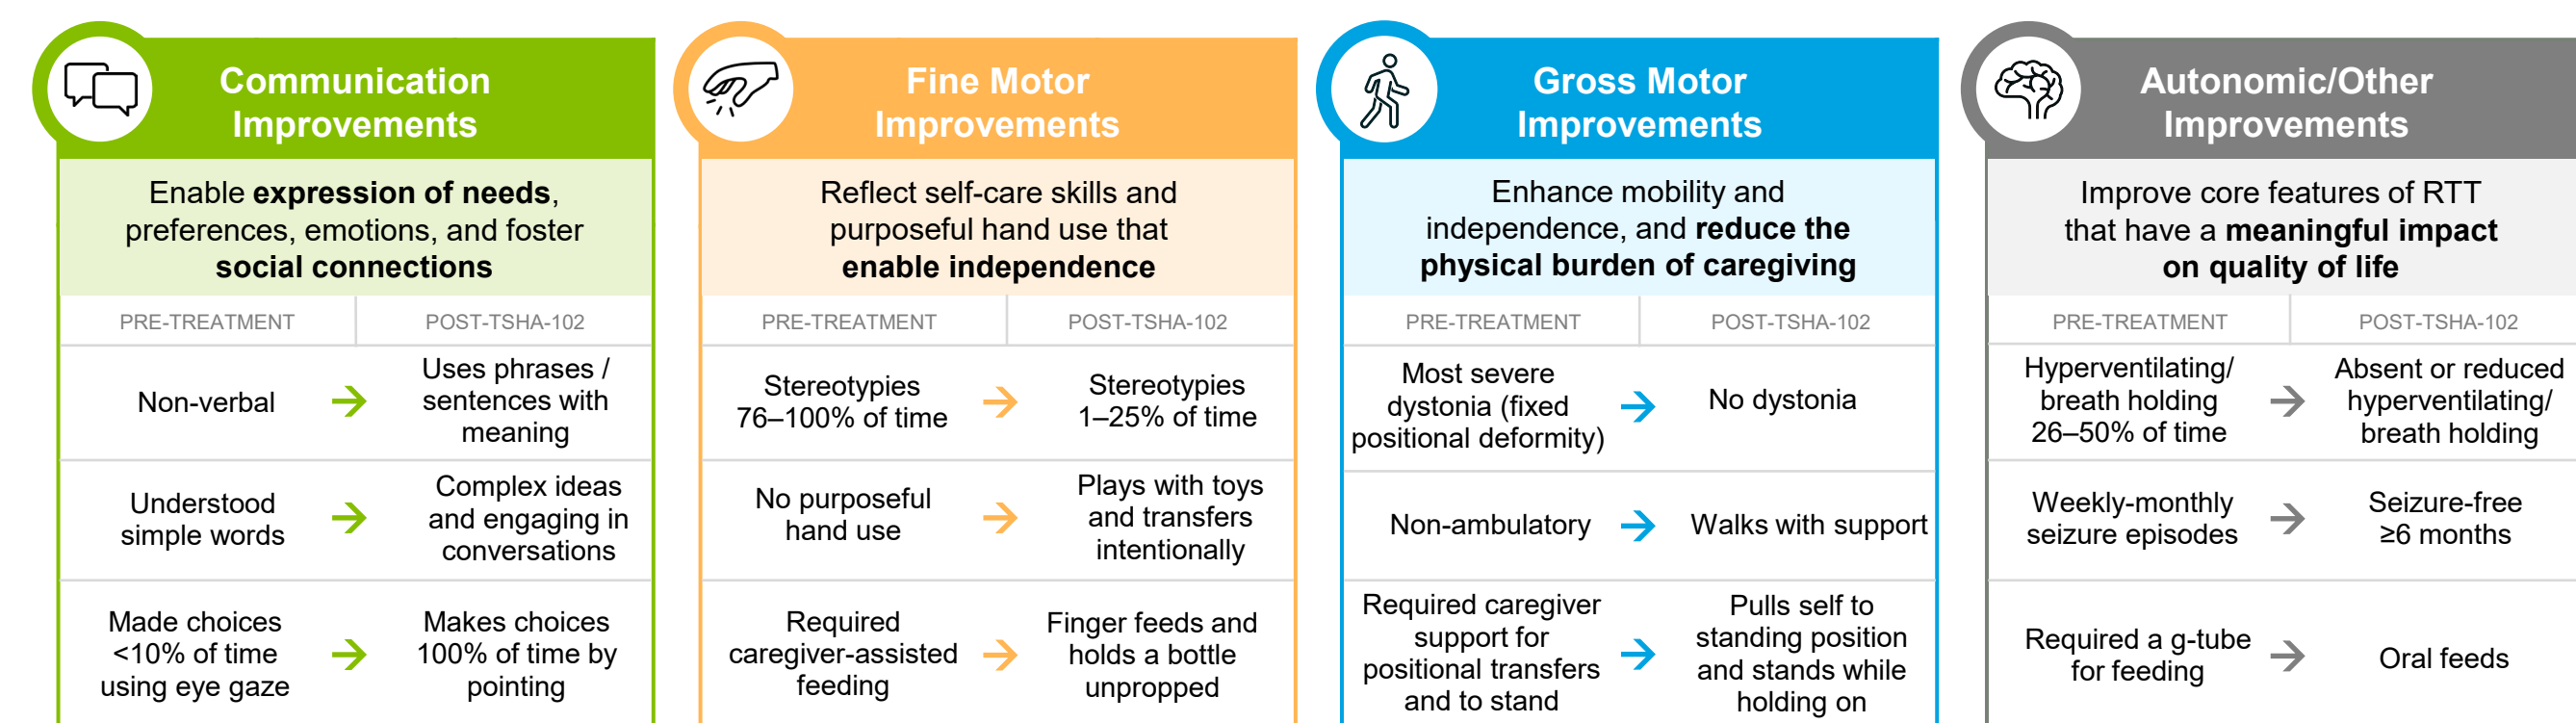 Communication
Improvements
Enable expression of needs,
preferences, emotions, and foster
social connections
PRE-TREATMENT
POST-TSHA-102
Non-verbal
Uses phrases /
sentences with
meaning
Understood
simple words
Complex ideas
and engaging in
conversations
Made choices
<10% of time
using eye gaze
Makes choices
100% of time by
pointing
Fine Motor
Improvements
Reflect self-care skills and
purposeful hand use that
enable independence
PRE-TREATMENT
POST-TSHA-102
Stereotypies
76–100% of time
Stereotypies
1–25% of time
No purposeful
hand use
Plays with toys
and transfers
intentionally
Required
caregiver-assisted
feeding
Finger feeds and
holds a bottle
unpropped
Gross Motor
Improvements
Enhance mobility and
independence, and reduce the
physical burden of caregiving
PRE-TREATMENT
POST-TSHA-102
Most severe
dystonia (fixed
positional deformity)
No dystonia
Non-ambulatory
Walks with support
Required caregiver
support for
positional transfers
and to stand
Pulls self to
standing position
and stands while
holding on
Autonomic/Other
Improvements
Improve core features of RTT
that have a meaningful impact
on quality of life
PRE-TREATMENT
POST-TSHA-102
Hyperventilating/
breath holding
26–50% of time
Absent or reduced
hyperventilating/
breath holding
Weekly-monthly
seizure episodes
Seizure-free
≥6 months
Required a g-tube
for feeding
Oral feeds